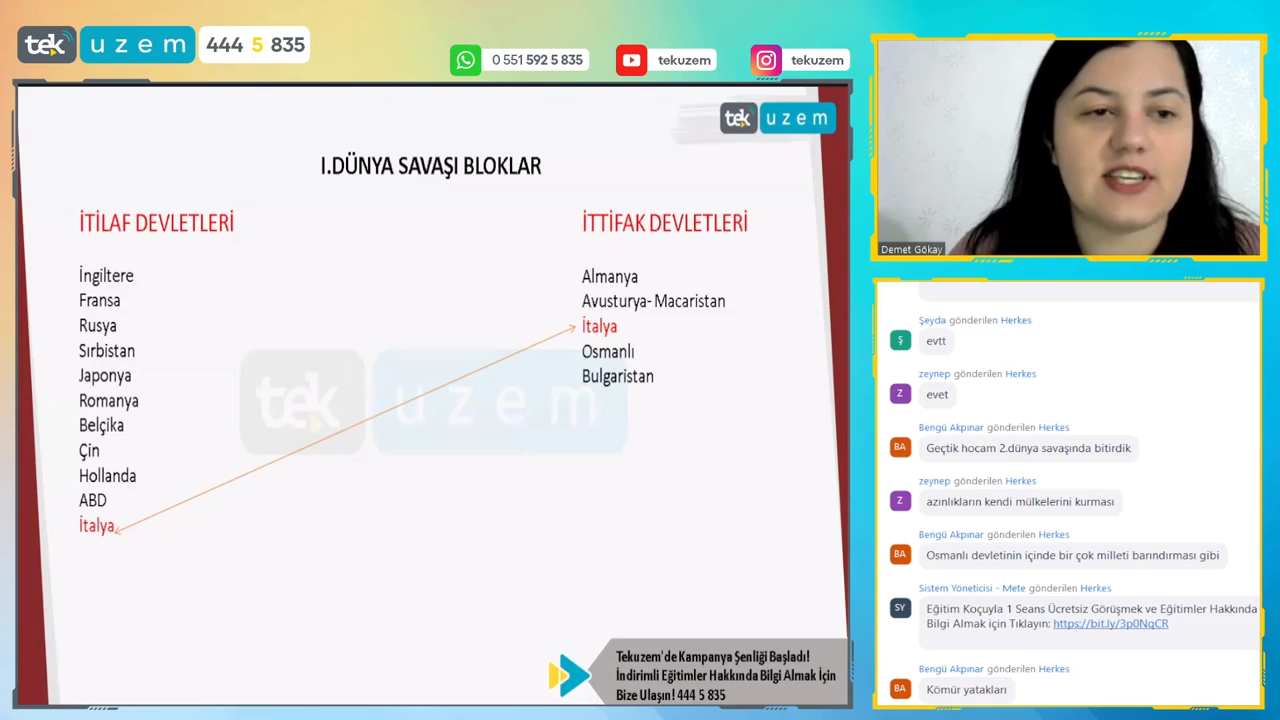 tek uzem 444 5 835
0 551 592 5 835
tekuzem
tekuzem
tek uzem
I.DÜNYA SAVAŞI BLOKLAR
İTİLAF DEVLETLERİ
İngiltere
Fransa
Rusya
Sırbistan
Japonya
Romanya
Belçika
Çin
Hollanda
ABD
İtalya
İTTİFAK DEVLETLERİ
Almanya
Avusturya- Macaristan
İtalya
Osmanlı
Bulgaristan
tek uzem
Tekuzem'de Kampanya Şenliği Başladı!
İndirimli Eğitimler Hakkında Bilgi Almak İçin
Bize Ulaşın! 444 5 835
Demet Gökay
Şeyda gönderilen Herkes
Ş
evtt
zeynep gönderilen Herkes
Z
evet
Bengü Akpınar gönderilen Herkes
BA
Geçtik hocam 2.dünya savaşında bitirdik
zeynep gönderilen Herkes
Z
azınlıkların kendi mülkelerini kurması
Bengü Akpınar gönderilen Herkes
BA
Osmanlı devletinin içinde bir çok milleti barındırması gibi
Sistem Yöneticisi - Mete gönderilen Herkes
SY
Eğitim Koçuyla 1 Seans Ücretsiz Görüşmek ve Eğitimler Hakkında
Bilgi Almak için Tıklayın: https://bit.ly/3p0NqCR
Bengü Akpınar gönderilen Herkes
BA
Kömür yatakları